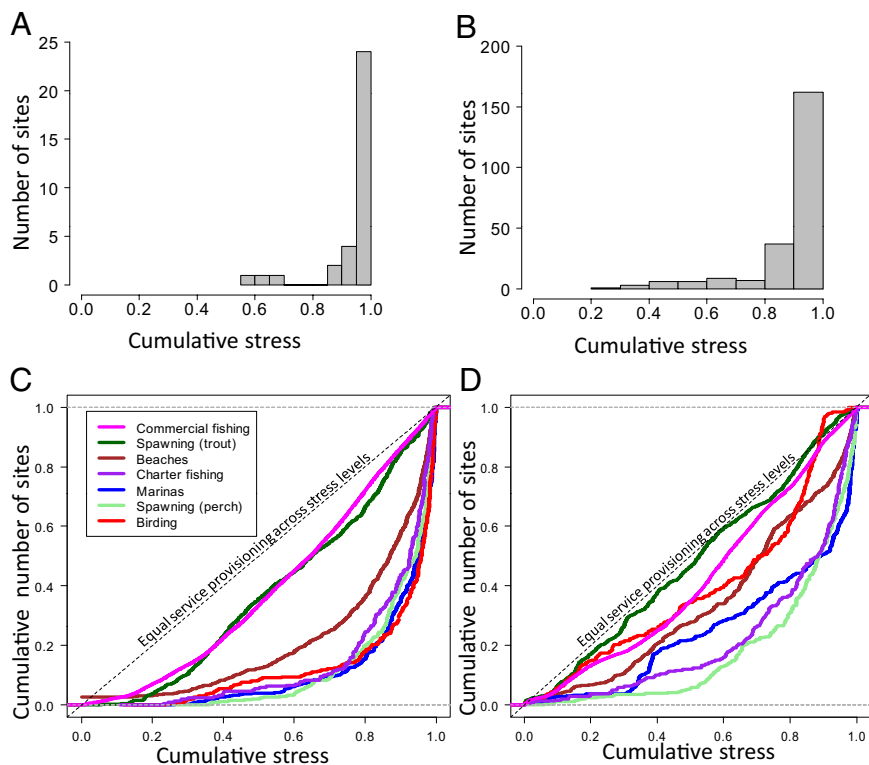 A
25
20
15
10
5
0
Number of sites
0.0 0.2 0.4 0.6 0.8 1.0
Cumulative stress
B
200
150
100
50
0
Number of sites
0.0 0.2 0.4 0.6 0.8 1.0
Cumulative stress
C
1.0
0.8
0.6
0.4
0.2
0.0
Cumulative number of sites
Commercial fishing
Spawning (trout)
Beaches
Charter fishing
Marinas
Spawning (perch)
Birding
Equal service provisioning across stress levels
0.0 0.2 0.4 0.6 0.8 1.0
Cumulative stress
D
1.0
0.8
0.6
0.4
0.2
0.0
Cumulative number of sites
Equal service provisioning across stress levels
0.0 0.2 0.4 0.6 0.8 1.0
Cumulative stress